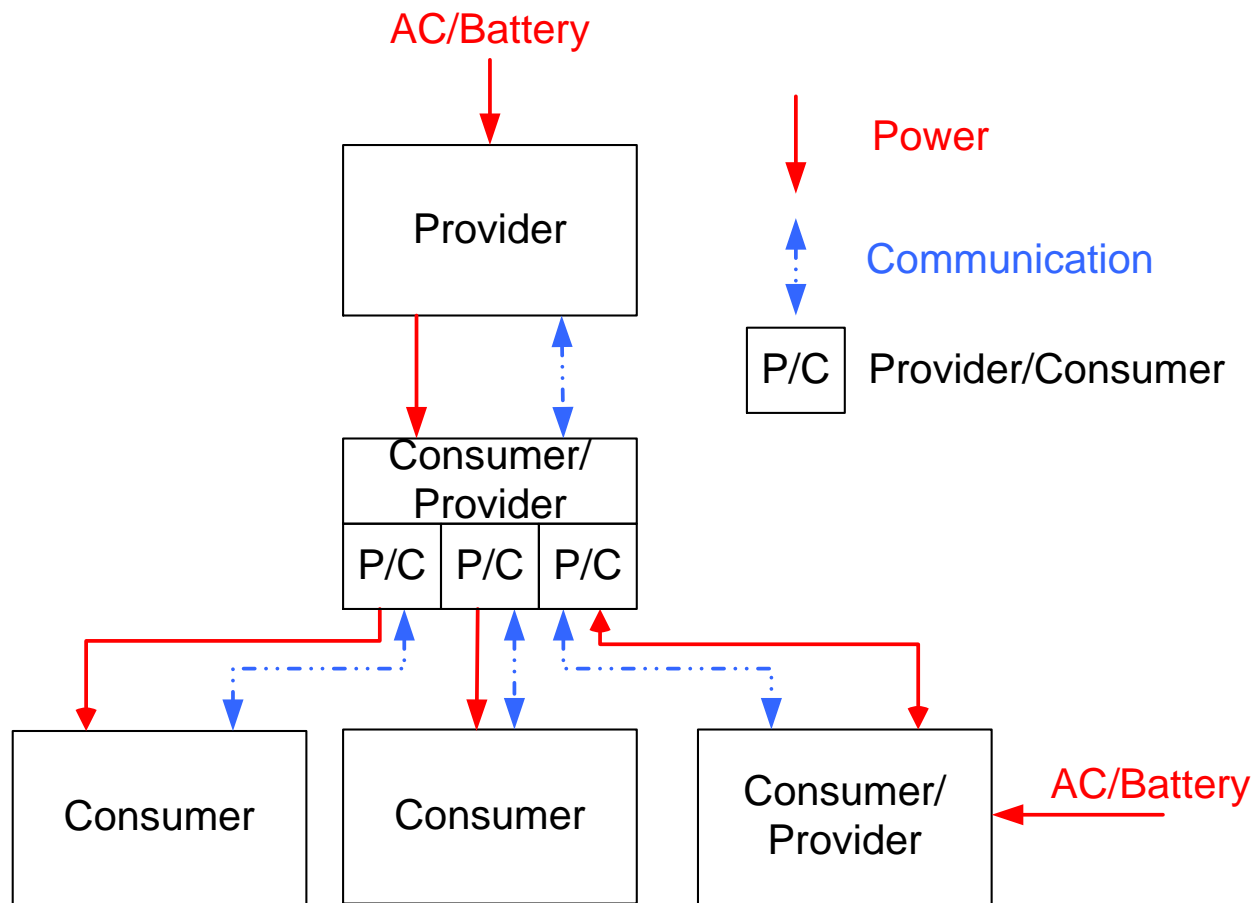 AC/Battery
Power
Provider
Communication
P/C
Provider/Consumer
Consumer/
Provider
P/C
P/C
P/C
Consumer
Consumer
Consumer/
Provider
AC/Battery